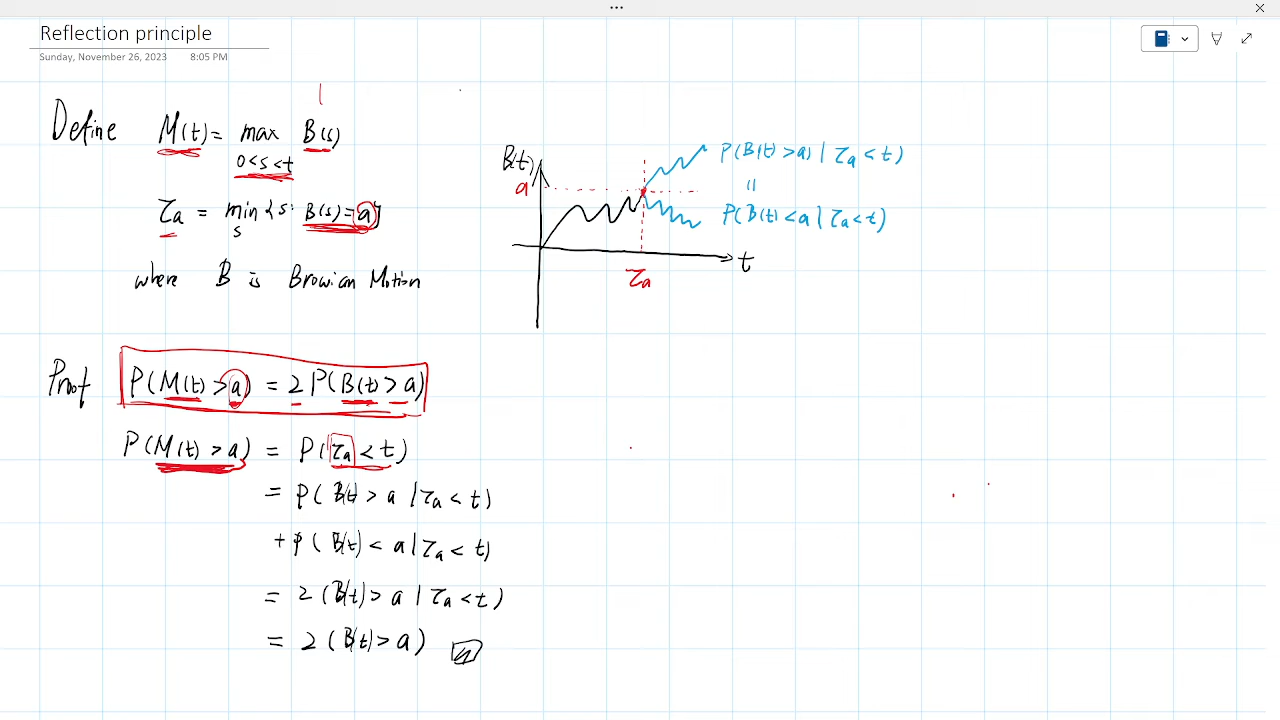 Reflection principle
Sunday, November 26, 2023 8:05 PM
Define M(t) = max B(s)
0<s<t
τa = min {s: B(s)=a}
s
where B is Browian Motion
B(t)
a
P(B(t)>a | τa<t)
=
P(B(t)<a | τa<t)
t
τa
Proof P(M(t)>a) = 2P(B(t)>a)
P(M(t)>a) = P(τa<t)
= P(B(t)>a | τa<t)
+ P(B(t)<a | τa<t)
= 2(B(t)>a | τa<t)
= 2(B(t)>a)